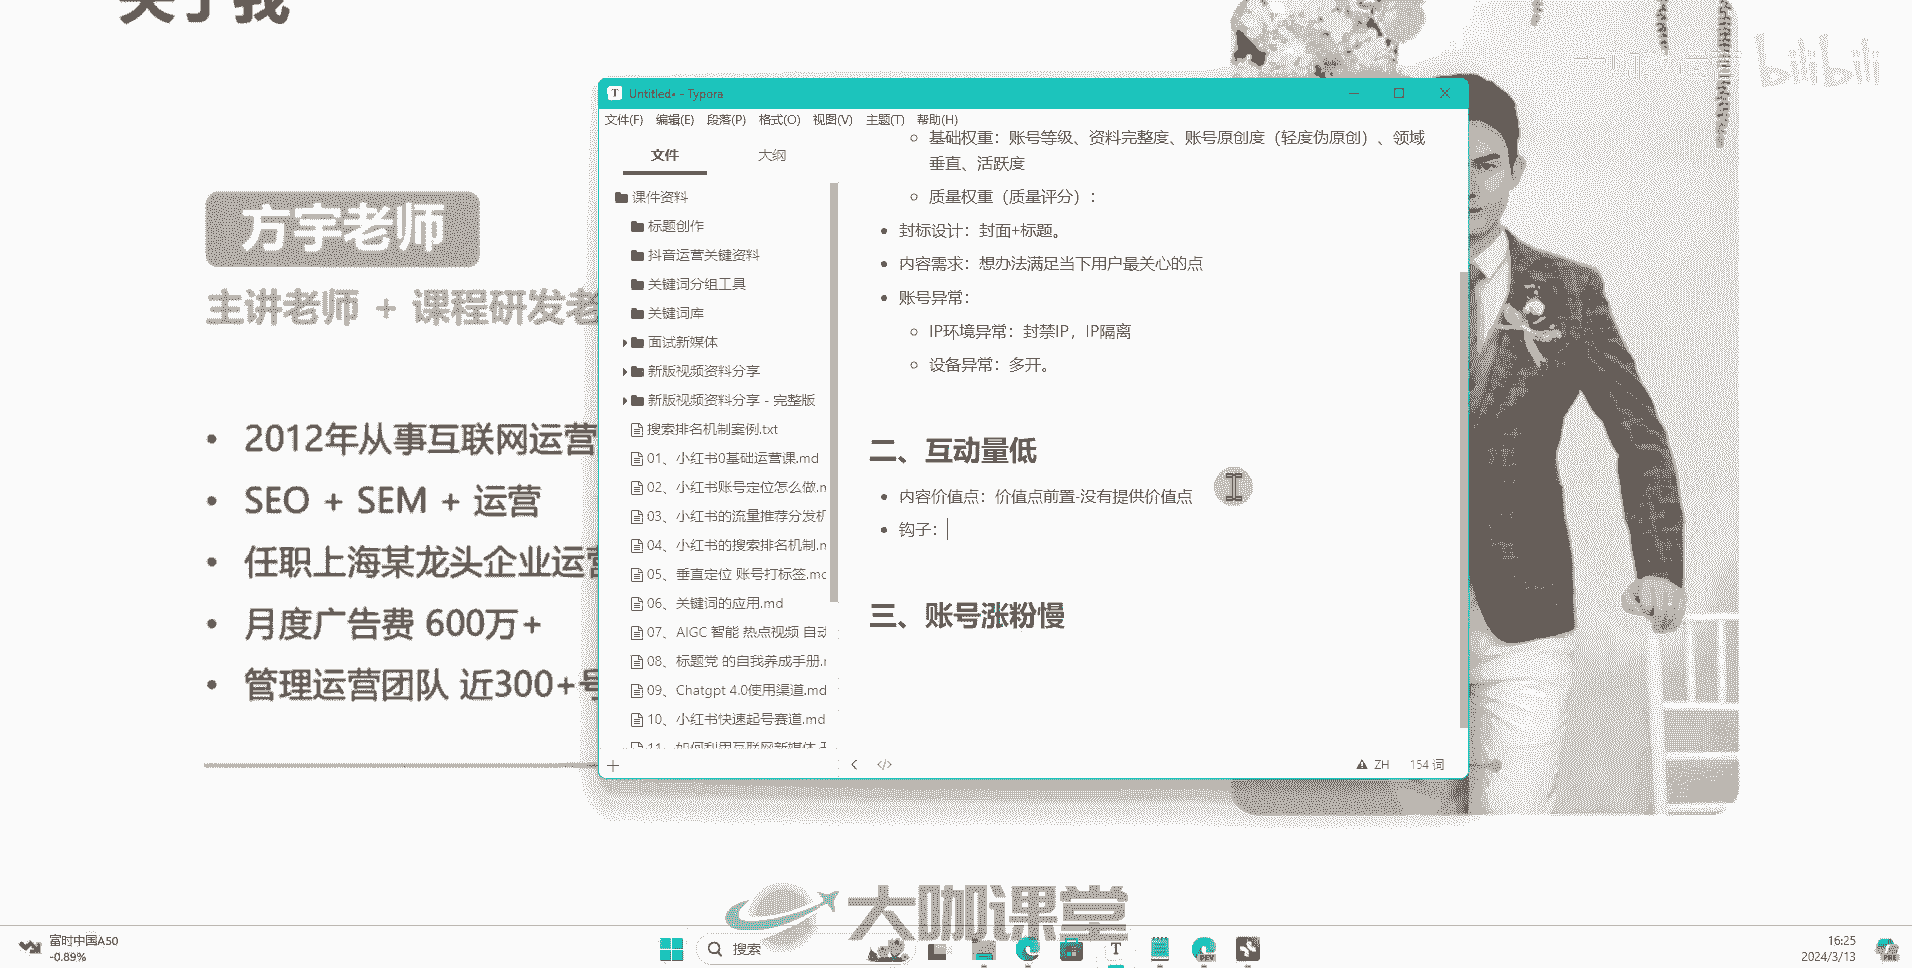 关于我
bilibili
方宇老师
主讲老师 + 课程研发老
2012年从事互联网运营
SEO + SEM + 运营
任职上海某龙头企业运营
月度广告费 600万+
管理运营团队 近300+号
Untitled• - Typora
文件(F) 编辑(E) 段落(P) 格式(O) 视图(V) 主题(T) 帮助(H)
文件 大纲
课件资料
标题创作
抖音运营关键资料
关键词分组工具
关键词库
面试新媒体
新版视频资料分享
新版视频资料分享 - 完整版
搜索排名机制案例.txt
01、小红书0基础运营课.md
02、小红书账号定位怎么做.m
03、小红书的流量推荐分发机
04、小红书的搜索排名机制.m
05、垂直定位 账号打标签.md
06、关键词的应用.md
07、AIGC 智能 热点视频 自动
08、标题党 的自我养成手册.m
09、Chatgpt 4.0使用渠道.md
10、小红书快速起号赛道.md
11、如何利用互联网新媒体
基础权重：账号等级、资料完整度、账号原创度（轻度伪原创）、领域
垂直、活跃度
质量权重（质量评分）：
封标设计：封面+标题。
内容需求：想办法满足当下用户最关心的点
账号异常：
IP环境异常：封禁IP，IP隔离
设备异常：多开。
二、互动量低
内容价值点：价值点前置-没有提供价值点
钩子：
三、账号涨粉慢
ZH 154 词
大咖课堂
富时中国A50
-0.89%
搜索
16:25
2024/3/13